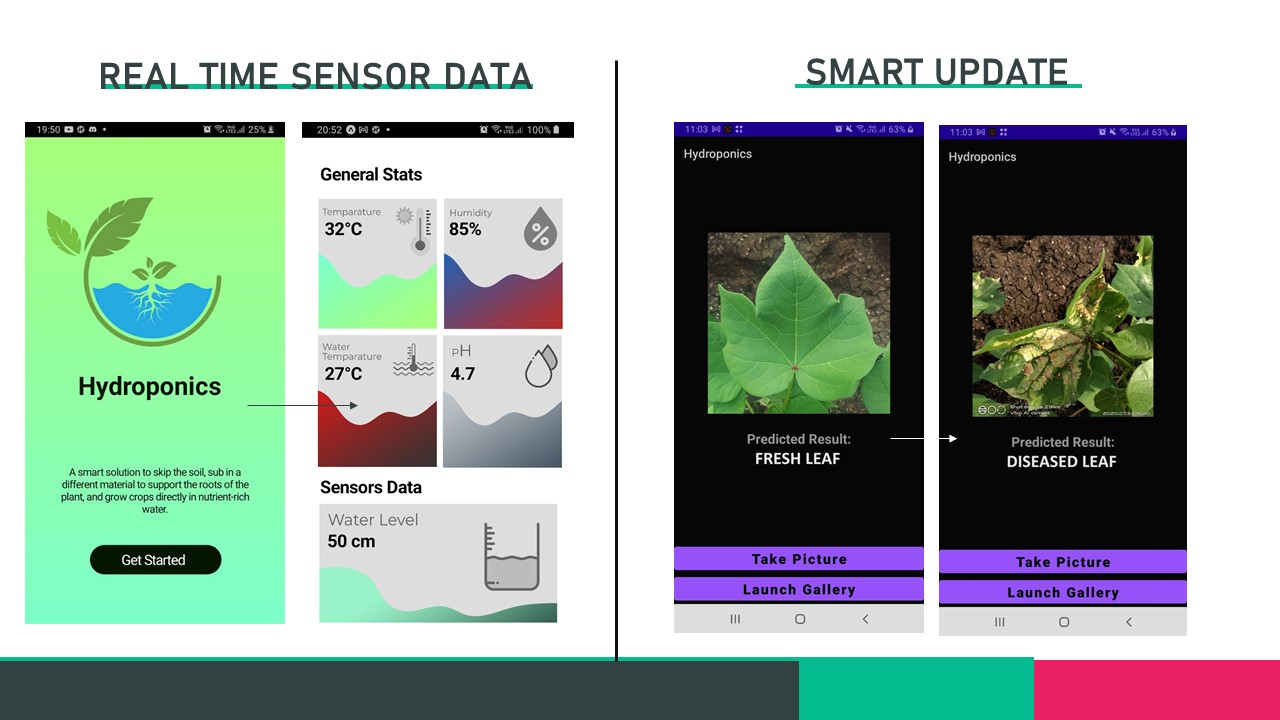 REAL TIME SENSOR DATA
19:50
25%
Hydroponics
A smart solution to skip the soil, sub in a
different material to support the roots of the
plant, and grow crops directly in nutrient-rich
water.
Get Started
20:52
100%
General Stats
Temparature
32°C
Humidity
85%
%
Water
Temparature
27°C
pH
4.7
Sensors Data
Water Level
50 cm
SMART UPDATE
11:03
63%
Hydroponics
Predicted Result:
FRESH LEAF
Take Picture
Launch Gallery
11:03
63%
Hydroponics
Vivo AI camera
Predicted Result:
DISEASED LEAF
Take Picture
Launch Gallery